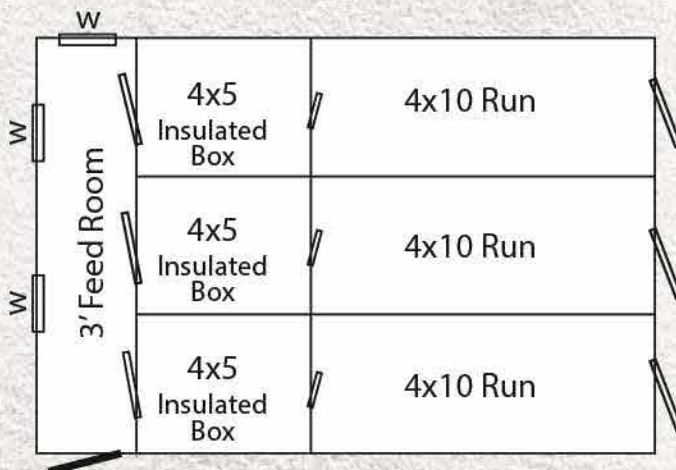 W
4x5
Insulated
Box
4x10 Run
W
3' Feed Room
4x5
Insulated
Box
4x10 Run
W
4x5
Insulated
Box
4x10 Run